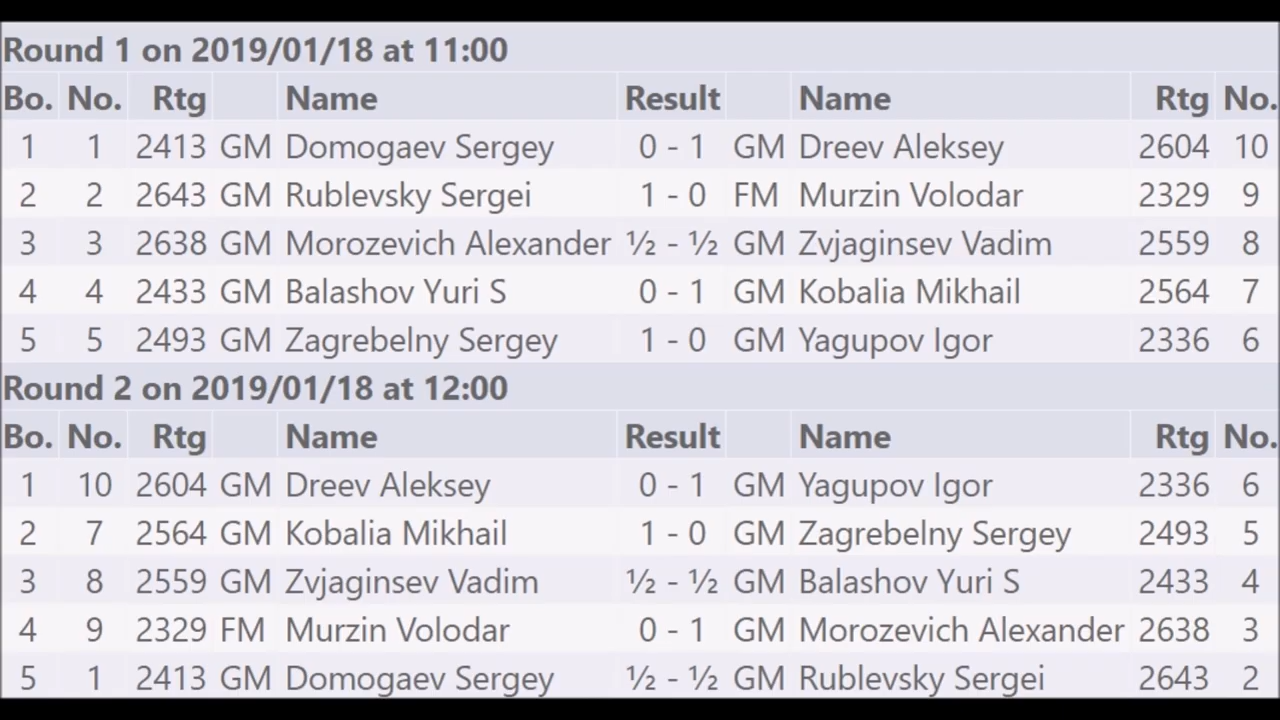 Round 1 on 2019/01/18 at 11:00
Bo. No. Rtg Name Result Name Rtg No.
1 1 2413 GM Domogaev Sergey 0 - 1 GM Dreev Aleksey 2604 10
2 2 2643 GM Rublevsky Sergei 1 - 0 FM Murzin Volodar 2329 9
3 3 2638 GM Morozevich Alexander ½ - ½ GM Zvjaginsev Vadim 2559 8
4 4 2433 GM Balashov Yuri S 0 - 1 GM Kobalia Mikhail 2564 7
5 5 2493 GM Zagrebelny Sergey 1 - 0 GM Yagupov Igor 2336 6
Round 2 on 2019/01/18 at 12:00
Bo. No. Rtg Name Result Name Rtg No.
1 10 2604 GM Dreev Aleksey 0 - 1 GM Yagupov Igor 2336 6
2 7 2564 GM Kobalia Mikhail 1 - 0 GM Zagrebelny Sergey 2493 5
3 8 2559 GM Zvjaginsev Vadim ½ - ½ GM Balashov Yuri S 2433 4
4 9 2329 FM Murzin Volodar 0 - 1 GM Morozevich Alexander 2638 3
5 1 2413 GM Domogaev Sergey ½ - ½ GM Rublevsky Sergei 2643 2